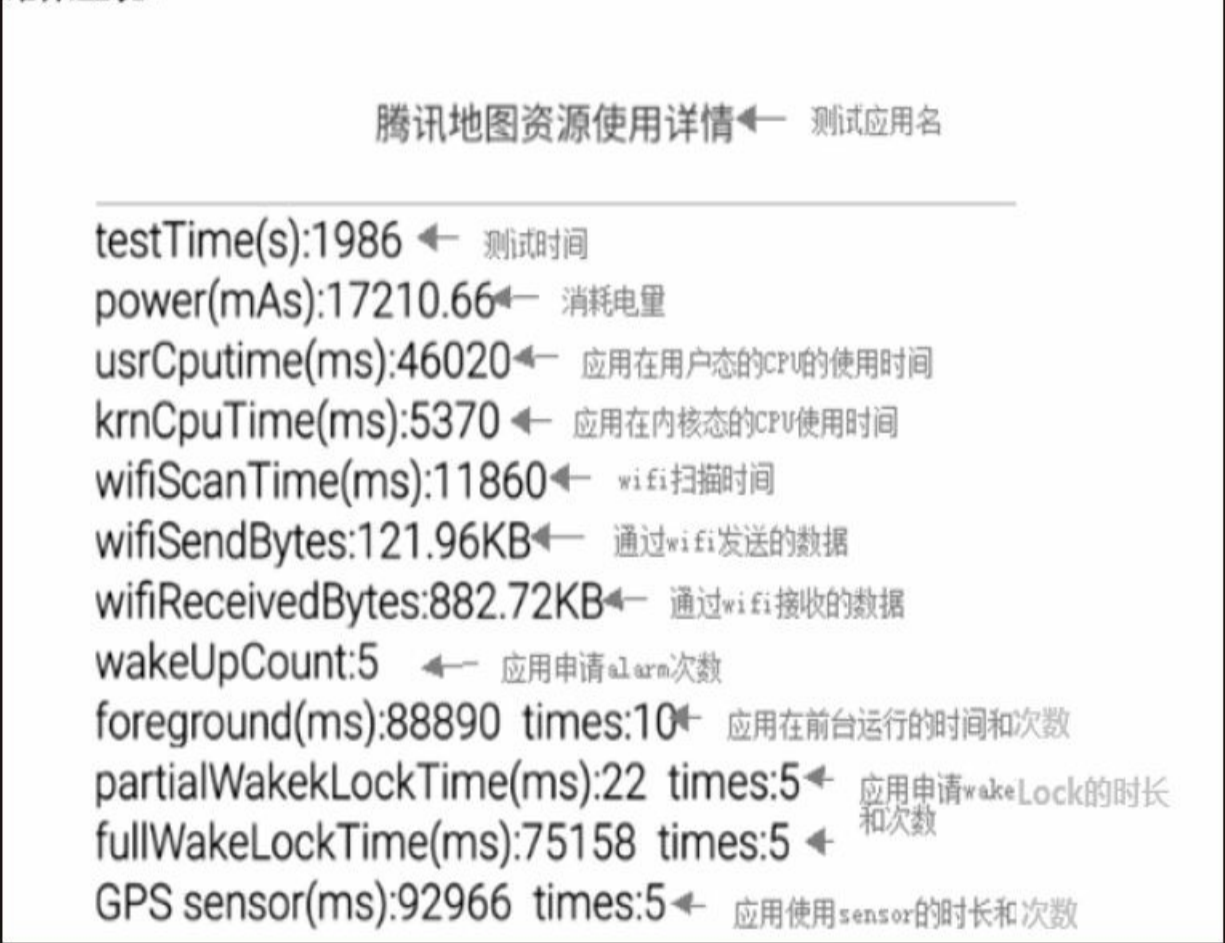 腾讯地图资源使用详情 测试应用名
testTime(s):1986 测试时间
power(mAs):17210.66 消耗电量
usrCputime(ms):46020 应用在用户态的CPU的使用时间
krnCpuTime(ms):5370 应用在内核态的CPU使用时间
wifiScanTime(ms):11860 wifi扫描时间
wifiSendBytes:121.96KB 通过wifi发送的数据
wifiReceivedBytes:882.72KB 通过wifi接收的数据
wakeUpCount:5 应用申请alarm次数
foreground(ms):88890 times:10 应用在前台运行的时间和次数
partialWakekLockTime(ms):22 times:5 应用申请wakeLock的时长
和次数
fullWakeLockTime(ms):75158 times:5
GPS sensor(ms):92966 times:5 应用使用sensor的时长和次数